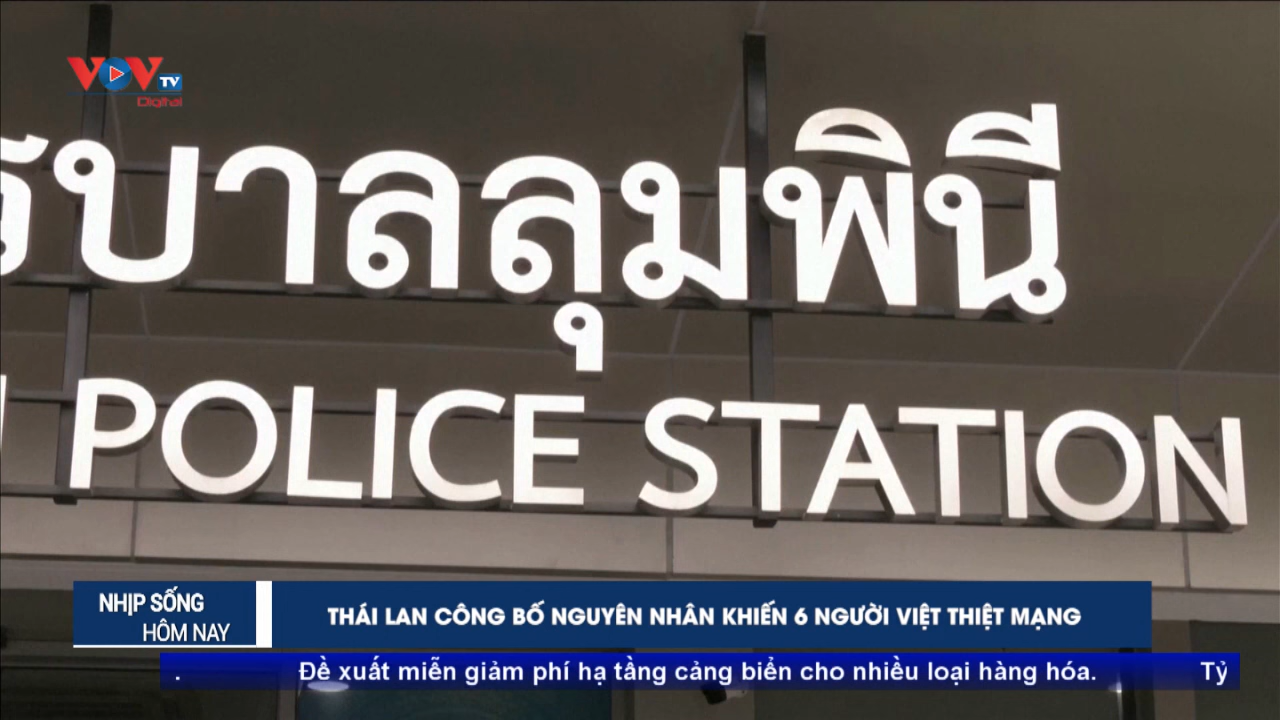 VOV TV
Digital
บาลลุมพินี
POLICE STATION
NHỊP SỐNG
HÔM NAY
THÁI LAN CÔNG BỐ NGUYÊN NHÂN KHIẾN 6 NGƯỜI VIỆT THIỆT MẠNG
. Đề xuất miễn giảm phí hạ tầng cảng biển cho nhiều loại hàng hóa. Tỷ